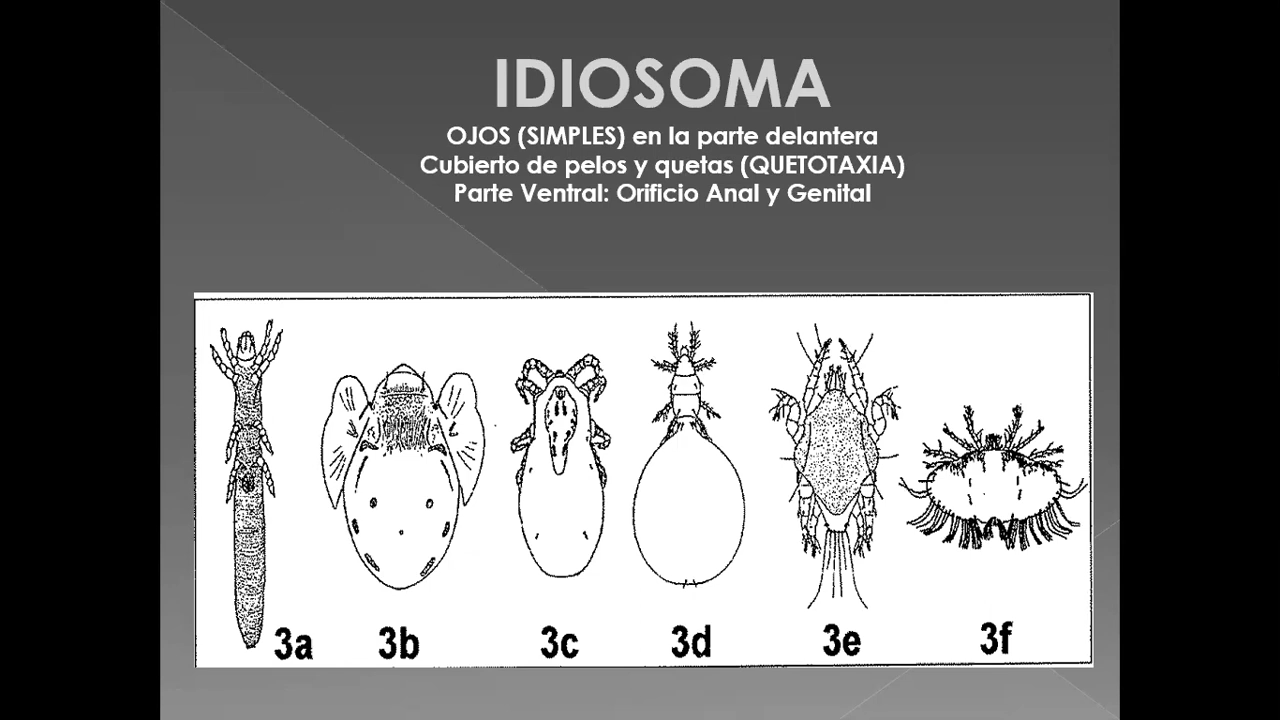 IDIOSOMA
OJOS (SIMPLES) en la parte delantera
Cubierto de pelos y quetas (QUETOTAXIA)
Parte Ventral: Orificio Anal y Genital
3a 3b 3c 3d 3e 3f